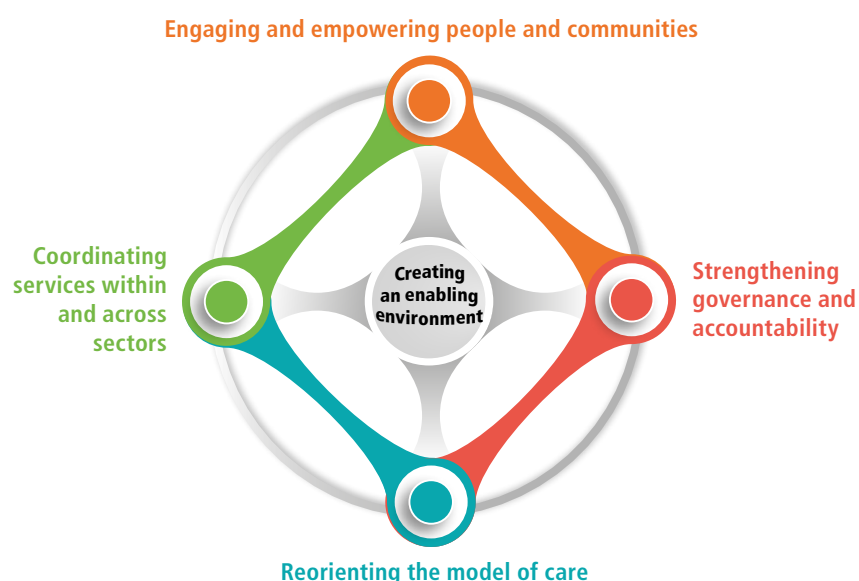 Engaging and empowering people and communities
Coordinating
services within
and across
sectors
Creating
an enabling
environment
Strengthening
governance and
accountability
Reorienting the model of care